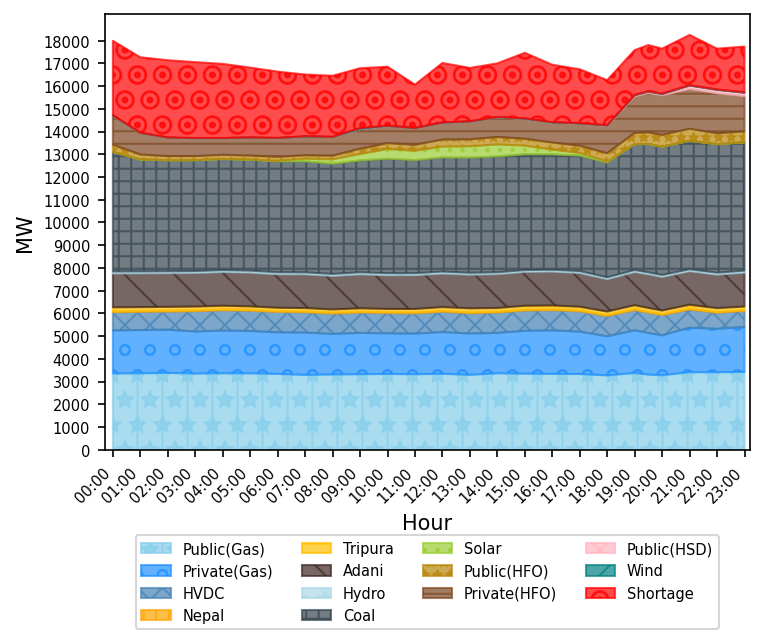 MW
18000
17000
16000
15000
14000
13000
12000
11000
10000
9000
8000
7000
6000
5000
4000
3000
2000
1000
0
00:00 01:00 02:00 03:00 04:00 05:00 06:00 07:00 08:00 09:00 10:00 11:00 12:00 13:00 14:00 15:00 16:00 17:00 18:00 19:00 20:00 21:00 22:00 23:00
Hour
Public(Gas) Tripura Solar Public(HSD)
Private(Gas) Adani Public(HFO) Wind
HVDC Hydro Private(HFO) Shortage
Nepal Coal